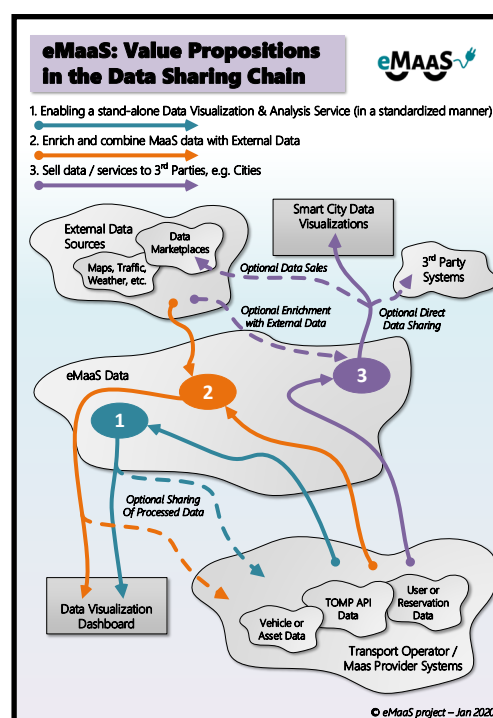 eMaaS: Value Propositions
in the Data Sharing Chain
eMAAS
1. Enabling a stand-alone Data Visualization & Analysis Service (in a standardized manner)
2. Enrich and combine MaaS data with External Data
3. Sell data / services to 3rd Parties, e.g. Cities
External Data
Sources
Data
Marketplaces
Maps, Traffic,
Weather, etc.
Smart City Data
Visualizations
3rd Party
Systems
Optional Data Sales
Optional Enrichment
with External Data
Optional Direct
Data Sharing
eMaaS Data
1
2
3
Optional Sharing
Of Processed Data
Data Visualization
Dashboard
Vehicle or
Asset Data
TOMP API
Data
User or
Reservation
Data
Transport Operator /
Maas Provider Systems
© eMaaS project – Jan 2020